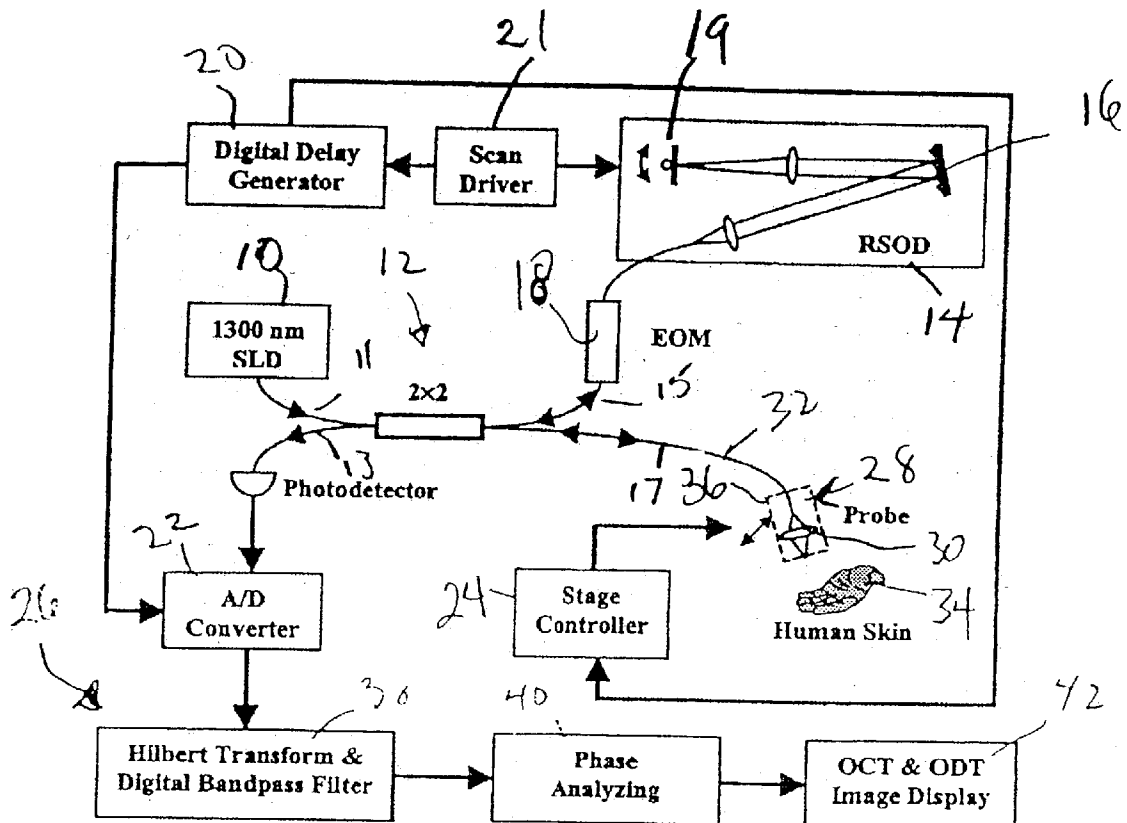 20
21
19
16
Digital Delay
Generator
Scan
Driver
RSOD
14
10
12
18
1300 nm
SLD
EOM
11
2×2
15
32
13
Photodetector
17
36
28
Probe
30
22
A/D
Converter
24
Stage
Controller
34
Human Skin
26
40
42
Hilbert Transform &
Digital Bandpass Filter
Phase
Analyzing
OCT & ODT
Image Display